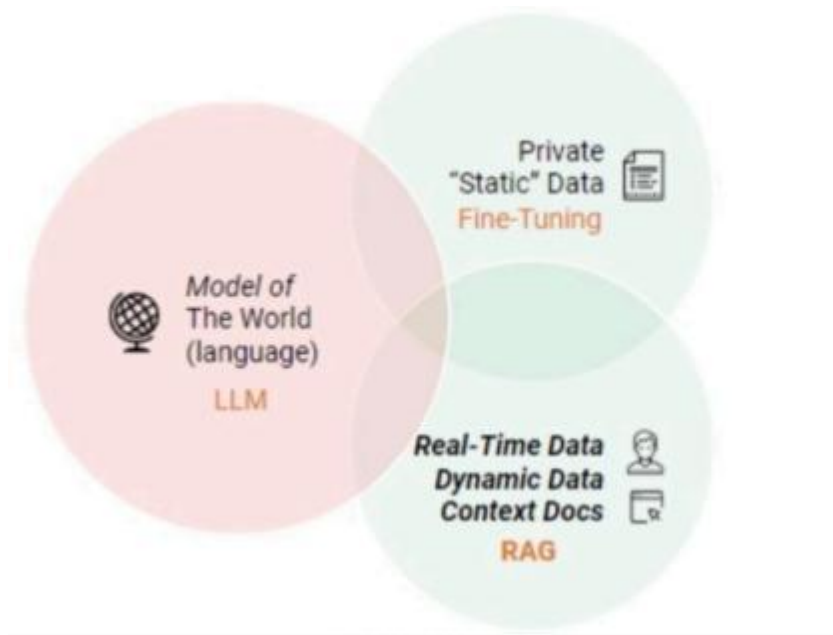 Private
“Static” Data
Fine-Tuning
Model of
The World
(language)
LLM
Real-Time Data
Dynamic Data
Context Docs
RAG